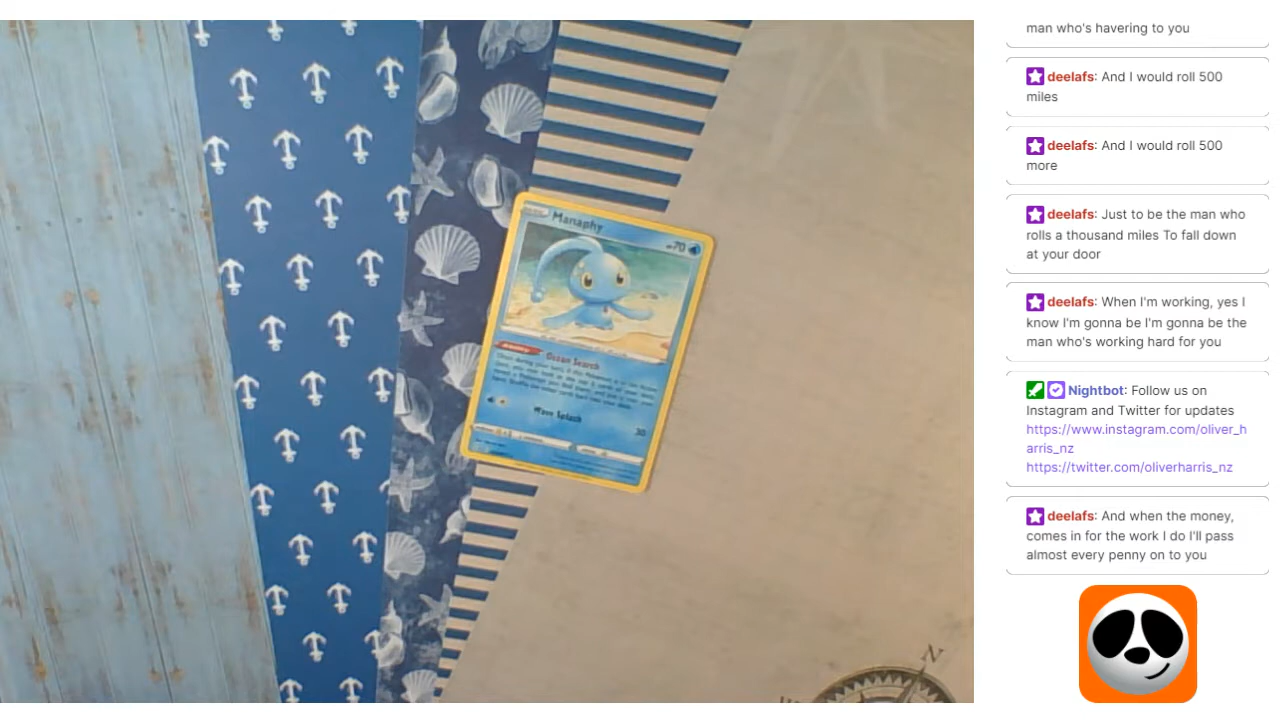 Manaphy
70
Ocean Search
Wave Splash
30
N
W
man who's havering to you
deelafs: And I would roll 500
miles
deelafs: And I would roll 500
more
deelafs: Just to be the man who
rolls a thousand miles To fall down
at your door
deelafs: When I'm working, yes I
know I'm gonna be I'm gonna be the
man who's working hard for you
Nightbot: Follow us on
Instagram and Twitter for updates
https://www.instagram.com/oliver_h
arris_nz
https://twitter.com/oliverharris_nz
deelafs: And when the money,
comes in for the work I do I'll pass
almost every penny on to you